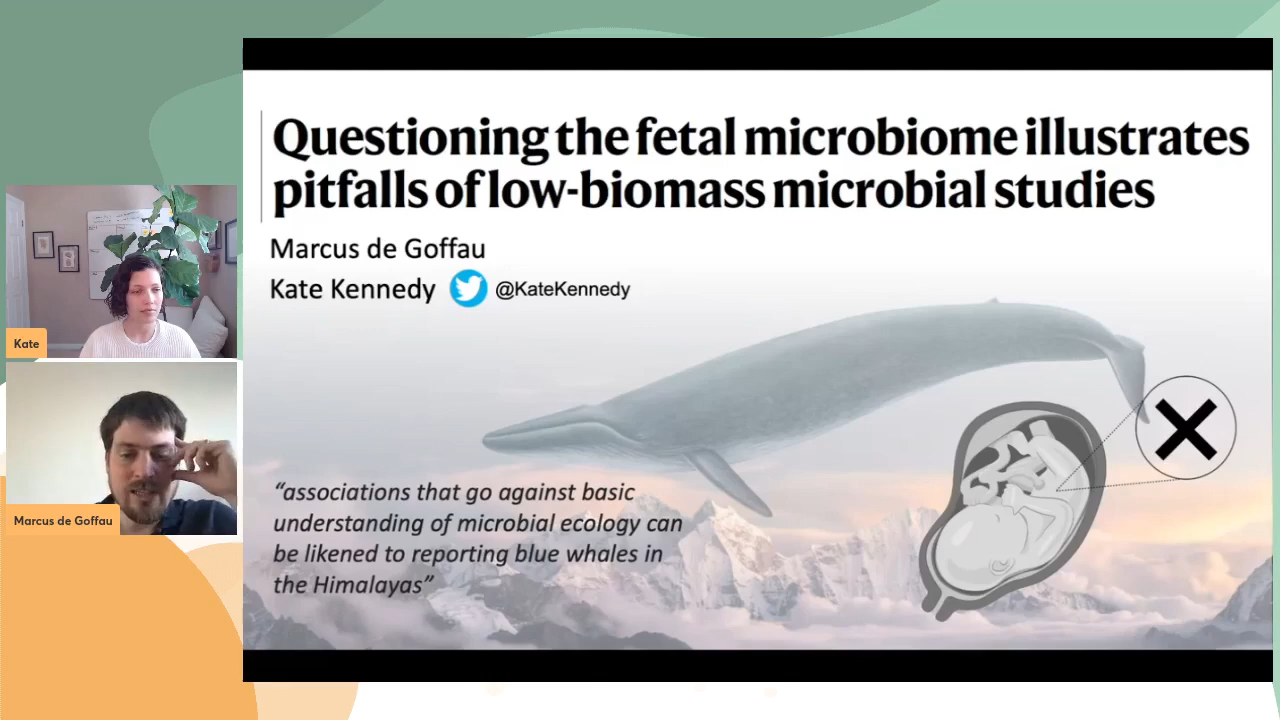 Questioning the fetal microbiome illustrates
pitfalls of low-biomass microbial studies
Marcus de Goffau
Kate Kennedy @KateKennedy
“associations that go against basic
understanding of microbial ecology can
be likened to reporting blue whales in
the Himalayas”
Kate
Marcus de Goffau